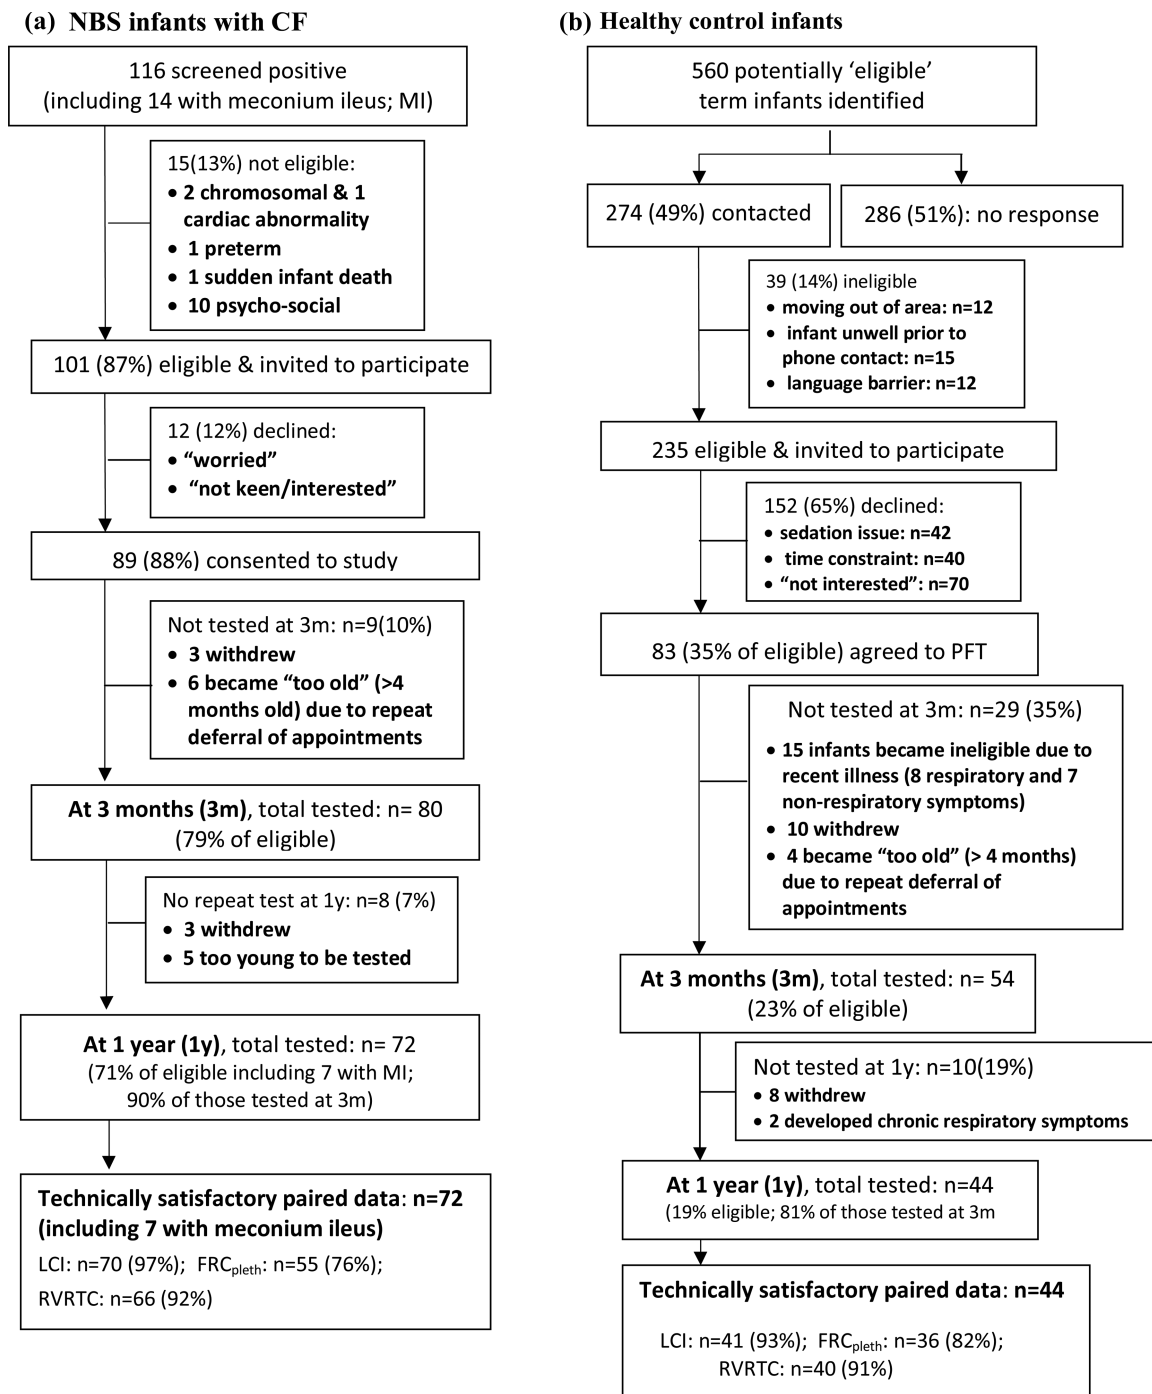 (a) NBS infants with CF
116 screened positive
(including 14 with meconium ileus; MI)
15(13%) not eligible:
• 2 chromosomal & 1
cardiac abnormality
• 1 preterm
• 1 sudden infant death
• 10 psycho-social
101 (87%) eligible & invited to participate
12 (12%) declined:
• “worried”
• “not keen/interested”
89 (88%) consented to study
Not tested at 3m: n=9(10%)
• 3 withdrew
• 6 became “too old” (>4
months old) due to repeat
deferral of appointments
At 3 months (3m), total tested: n= 80
(79% of eligible)
No repeat test at 1y: n=8 (7%)
• 3 withdrew
• 5 too young to be tested
At 1 year (1y), total tested: n= 72
(71% of eligible including 7 with MI;
90% of those tested at 3m)
Technically satisfactory paired data: n=72
(including 7 with meconium ileus)
LCI: n=70 (97%); FRCpleth: n=55 (76%);
RVRTC: n=66 (92%)
(b) Healthy control infants
560 potentially ‘eligible’
term infants identified
274 (49%) contacted
286 (51%): no response
39 (14%) ineligible
• moving out of area: n=12
• infant unwell prior to
phone contact: n=15
• language barrier: n=12
235 eligible & invited to participate
152 (65%) declined:
• sedation issue: n=42
• time constraint: n=40
• “not interested”: n=70
83 (35% of eligible) agreed to PFT
Not tested at 3m: n=29 (35%)
• 15 infants became ineligible due to
recent illness (8 respiratory and 7
non-respiratory symptoms)
• 10 withdrew
• 4 became “too old” (> 4 months)
due to repeat deferral of
appointments
At 3 months (3m), total tested: n= 54
(23% of eligible)
Not tested at 1y: n=10(19%)
• 8 withdrew
• 2 developed chronic respiratory symptoms
At 1 year (1y), total tested: n=44
(19% eligible; 81% of those tested at 3m
Technically satisfactory paired data: n=44
LCI: n=41 (93%); FRCpleth: n=36 (82%);
RVRTC: n=40 (91%)